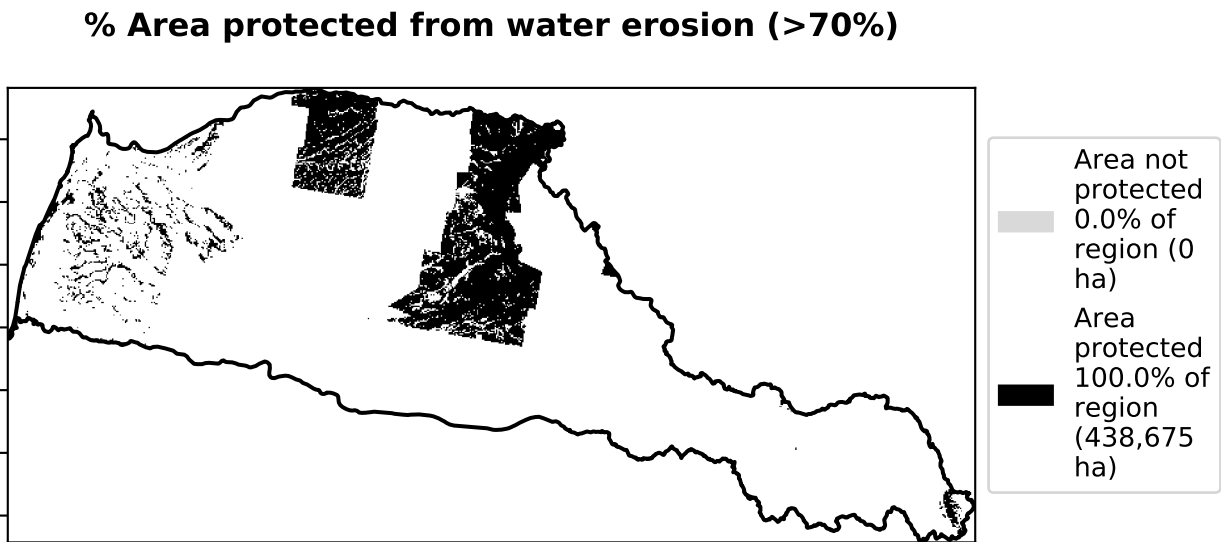 % Area protected from water erosion (>70%)
Area not
protected
0.0% of
region (0
ha)
Area
protected
100.0% of
region
(438,675
ha)